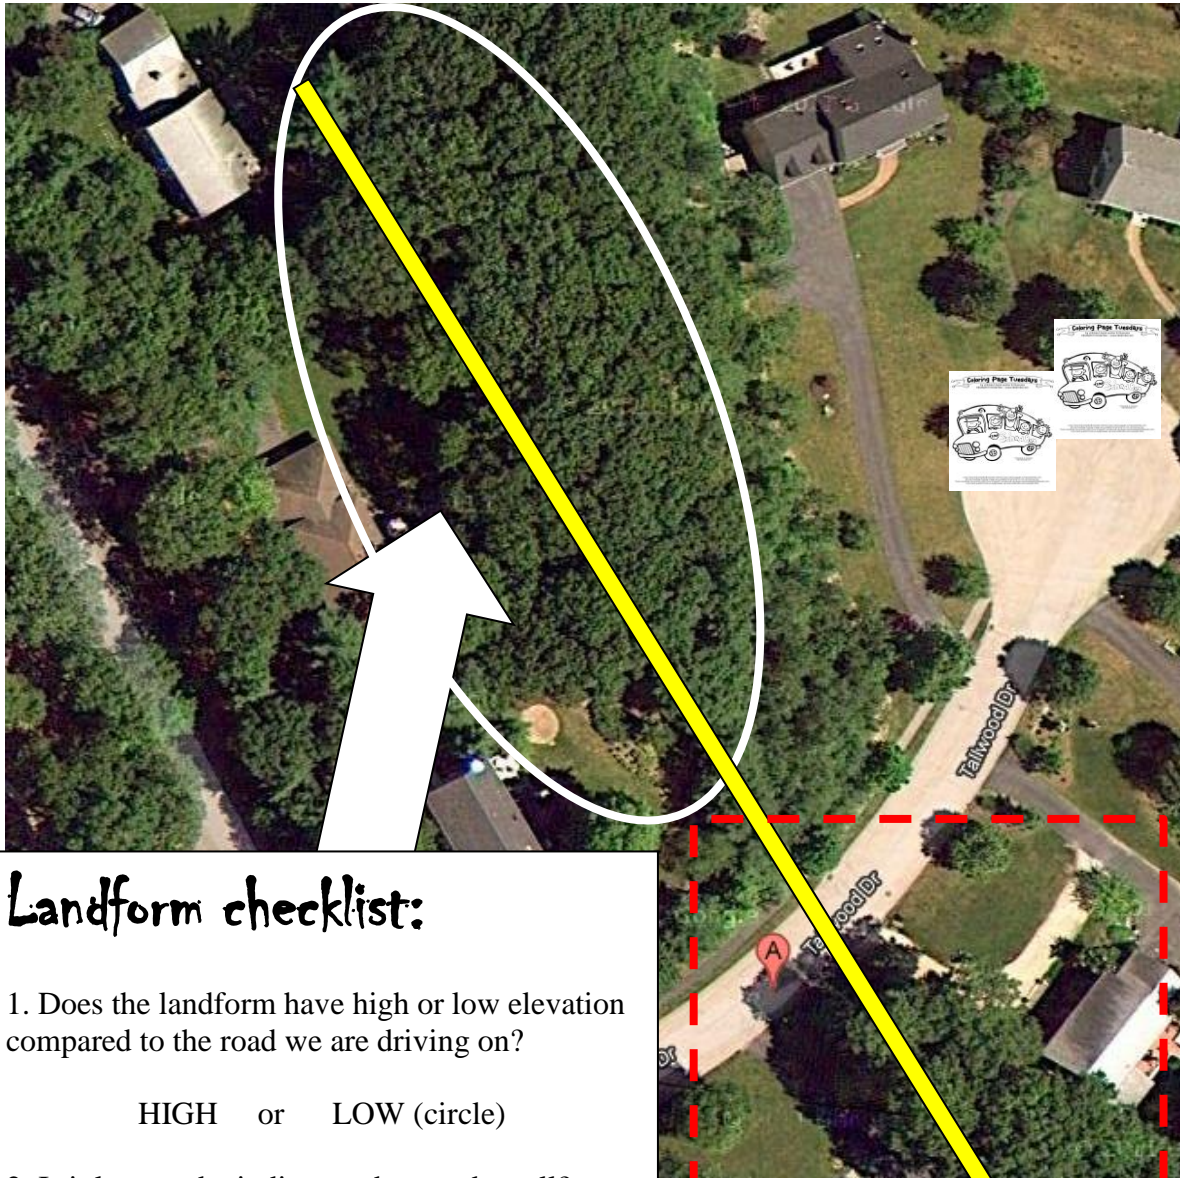 Coloring Page Tuesdays
Coloring Page Tuesdays
Tallwood Dr
Tallwood Dr
A
Dr
Landform checklist:
1. Does the landform have high or low elevation
compared to the road we are driving on?
HIGH or LOW (circle)